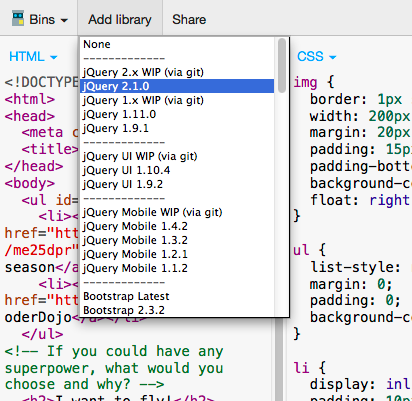 Bins Add library Share
HTML
None
-------------
jQuery 2.x WIP (via git)
jQuery 2.1.0
jQuery 1.x WIP (via git)
jQuery 1.11.0
jQuery 1.9.1
-------------
jQuery UI WIP (via git)
jQuery UI 1.10.4
jQuery UI 1.9.2
-------------
jQuery Mobile WIP (via git)
jQuery Mobile 1.4.2
jQuery Mobile 1.3.2
jQuery Mobile 1.2.1
jQuery Mobile 1.1.2
-------------
Bootstrap Latest
Bootstrap 2.3.2
<!DOCTYPE
<html>
<head>
<meta c
<title>
</head>
<body>
<ul id=
<li><
href="htt
/me25dpr"
season</a
<li><
href="htt
oderDojo</a></li>
</ul>
<!-- If you could have any
superpower, what would you
choose and why? -->
<h2>I want to fly!</h2>
CSS
img {
border: 1px
width: 200px
margin: 20px
padding: 15px
padding-bott
background-co
float: right
}
ul {
list-style: n
margin: 0;
padding: 0;
background-co
}
li {
display: inl
padding: 10p